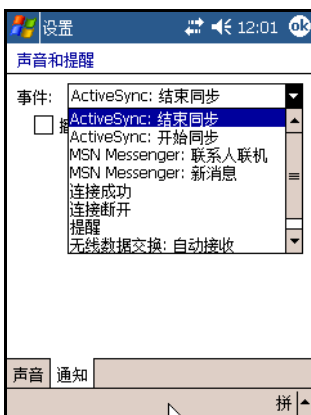 设置 12:01 ok
声音和提醒
事件: ActiveSync: 结束同步
ActiveSync: 结束同步
ActiveSync: 开始同步
MSN Messenger: 联系人联机
MSN Messenger: 新消息
连接成功
连接断开
提醒
无线数据交换: 自动接收
声音 通知
拼